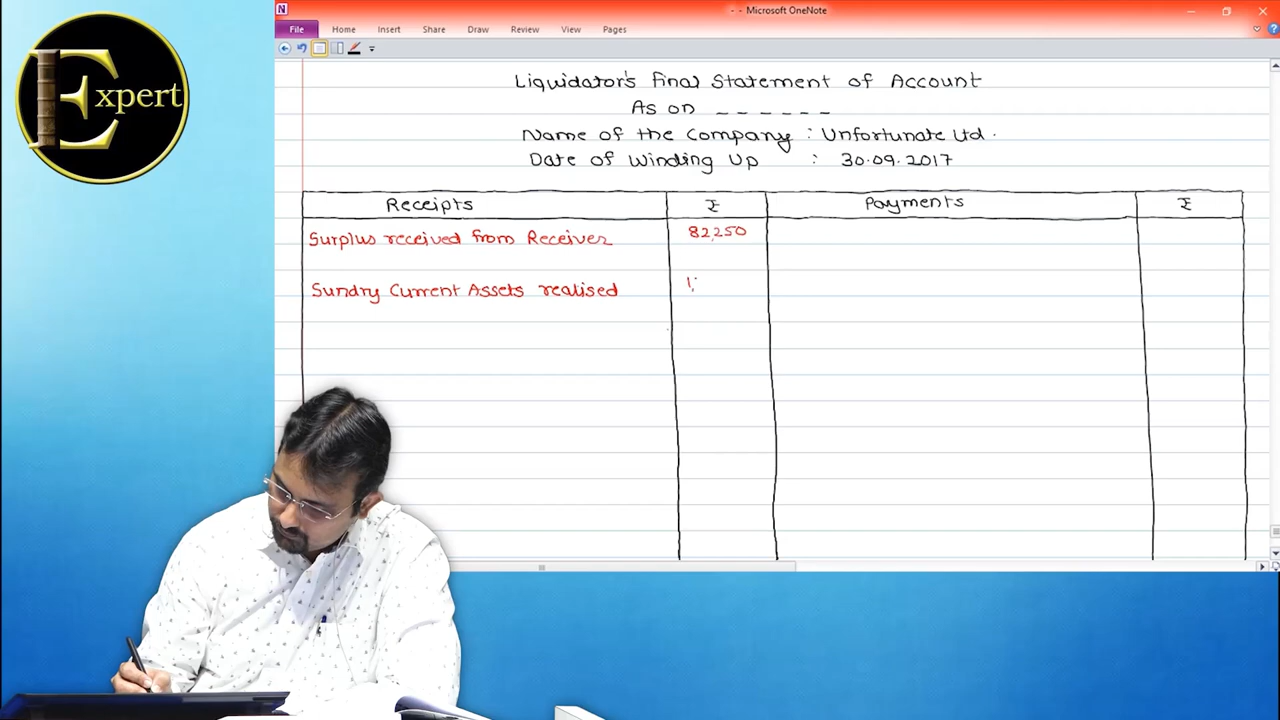 Expert
- - Microsoft OneNote
File Home Insert Share Draw Review View Pages
Liquidator's Final Statement of Account
As on _ _ _ _ _ _
Name of the Company : Unfortunate Ltd.
Date of Winding Up : 30.09.2017
Receipts ₹ Payments ₹
Surplus received from Receiver 82,250
Sundry Current Assets realised